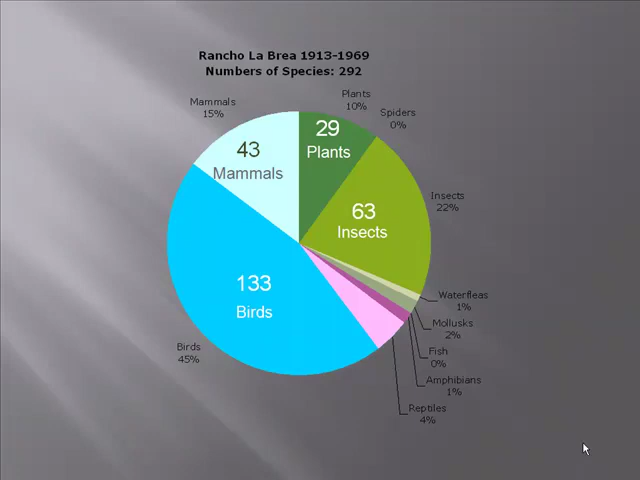 Rancho La Brea 1913-1969
Numbers of Species: 292
Plants
10%
Mammals
15%
Spiders
0%
29
Plants
43
Mammals
Insects
22%
63
Insects
133
Birds
Waterfleas
1%
Mollusks
2%
Birds
45%
Fish
0%
Amphibians
1%
Reptiles
4%